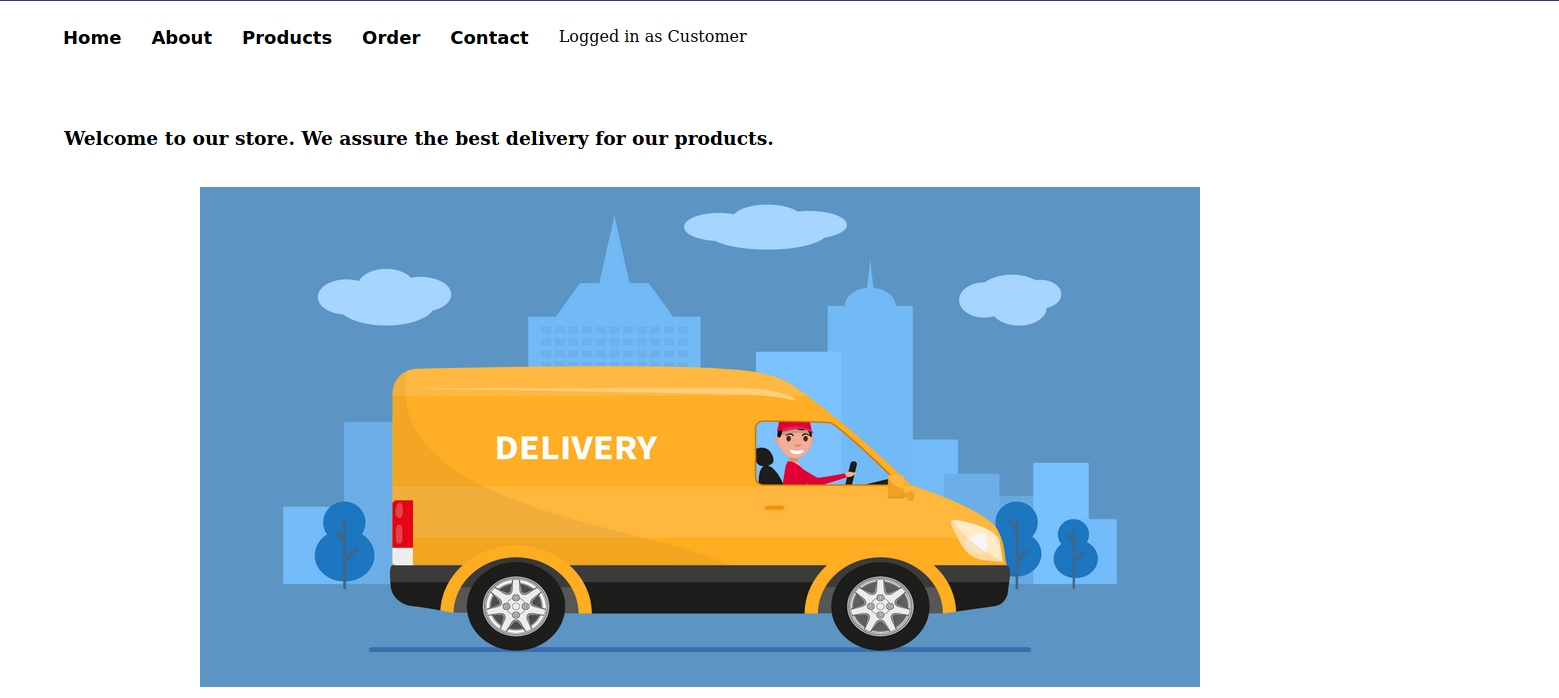 Home About Products Order Contact Logged in as Customer
Welcome to our store. We assure the best delivery for our products.
DELIVERY